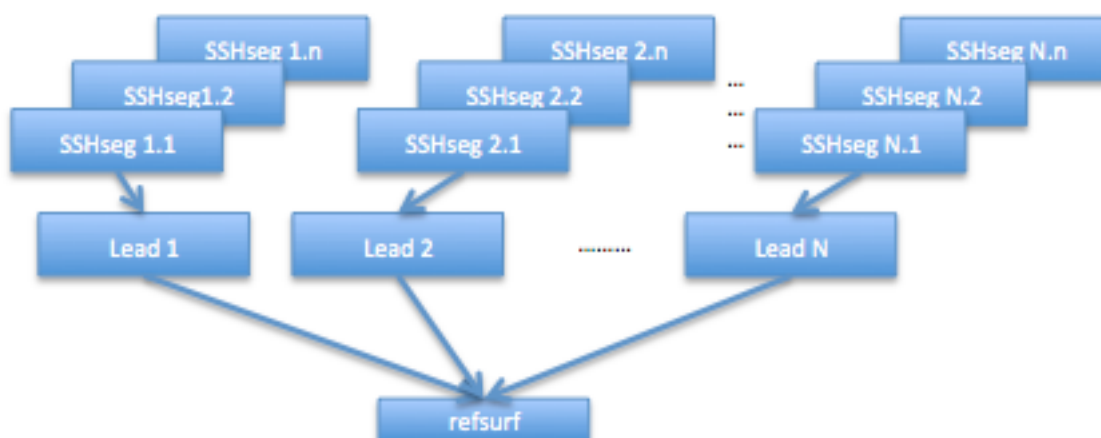 SSHseg 1.n SSHseg 2.n SSHseg N.n
SSHseg1.2 SSHseg 2.2 ... SSHseg N.2
...
SSHseg 1.1 SSHseg 2.1 ... SSHseg N.1
Lead 1 Lead 2 ......... Lead N
refsurf